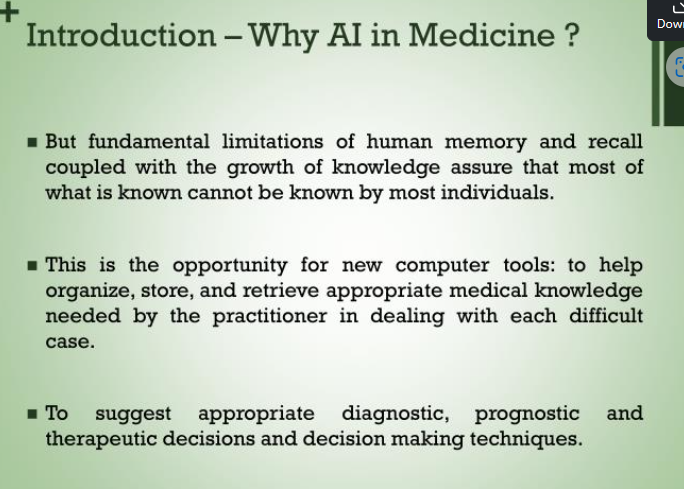 Introduction – Why AI in Medicine ?
▪ But fundamental limitations of human memory and recall
coupled with the growth of knowledge assure that most of
what is known cannot be known by most individuals.
▪ This is the opportunity for new computer tools: to help
organize, store, and retrieve appropriate medical knowledge
needed by the practitioner in dealing with each difficult
case.
▪ To suggest appropriate diagnostic, prognostic and
therapeutic decisions and decision making techniques.